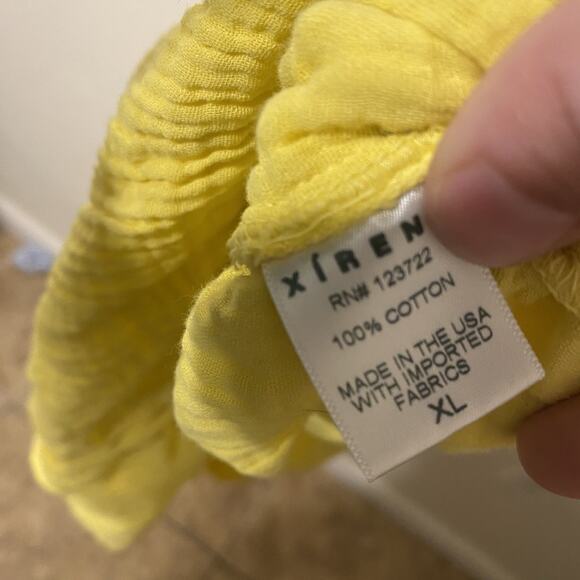 XÍREN
RN# 123722
100% COTTON
MADE IN THE USA
WITH IMPORTED
FABRICS
XL